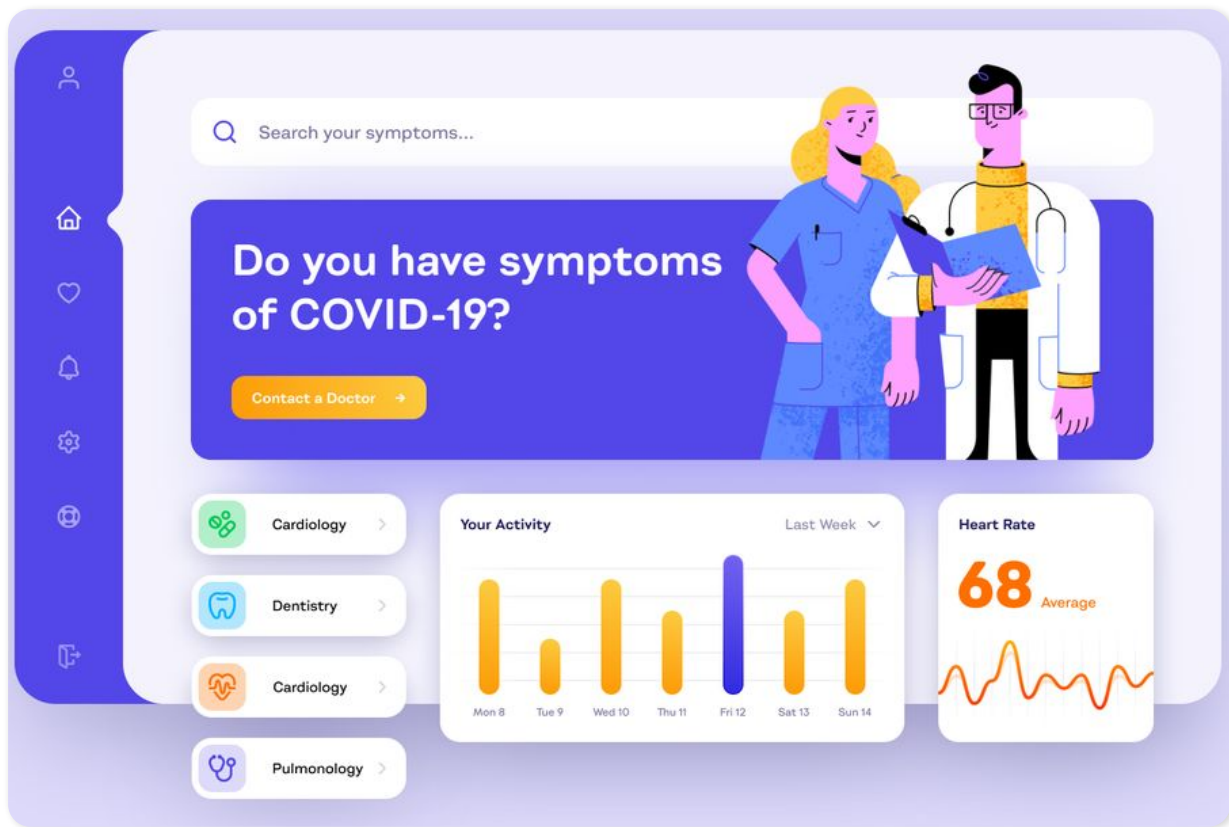 Search your symptoms...
Do you have symptoms
of COVID-19?
Contact a Doctor
Cardiology
Dentistry
Cardiology
Pulmonology
Your Activity
Last Week
Mon 8
Tue 9
Wed 10
Thu 11
Fri 12
Sat 13
Sun 14
Heart Rate
68 Average